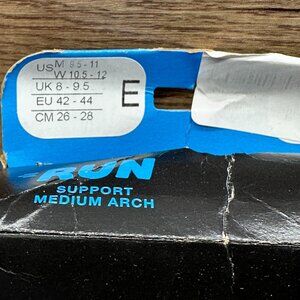 US M 9.5 - 11
W 10.5 - 12
UK 8 - 9.5
EU 42 - 44
CM 26 - 28
E
RUN
SUPPORT
MEDIUM ARCH